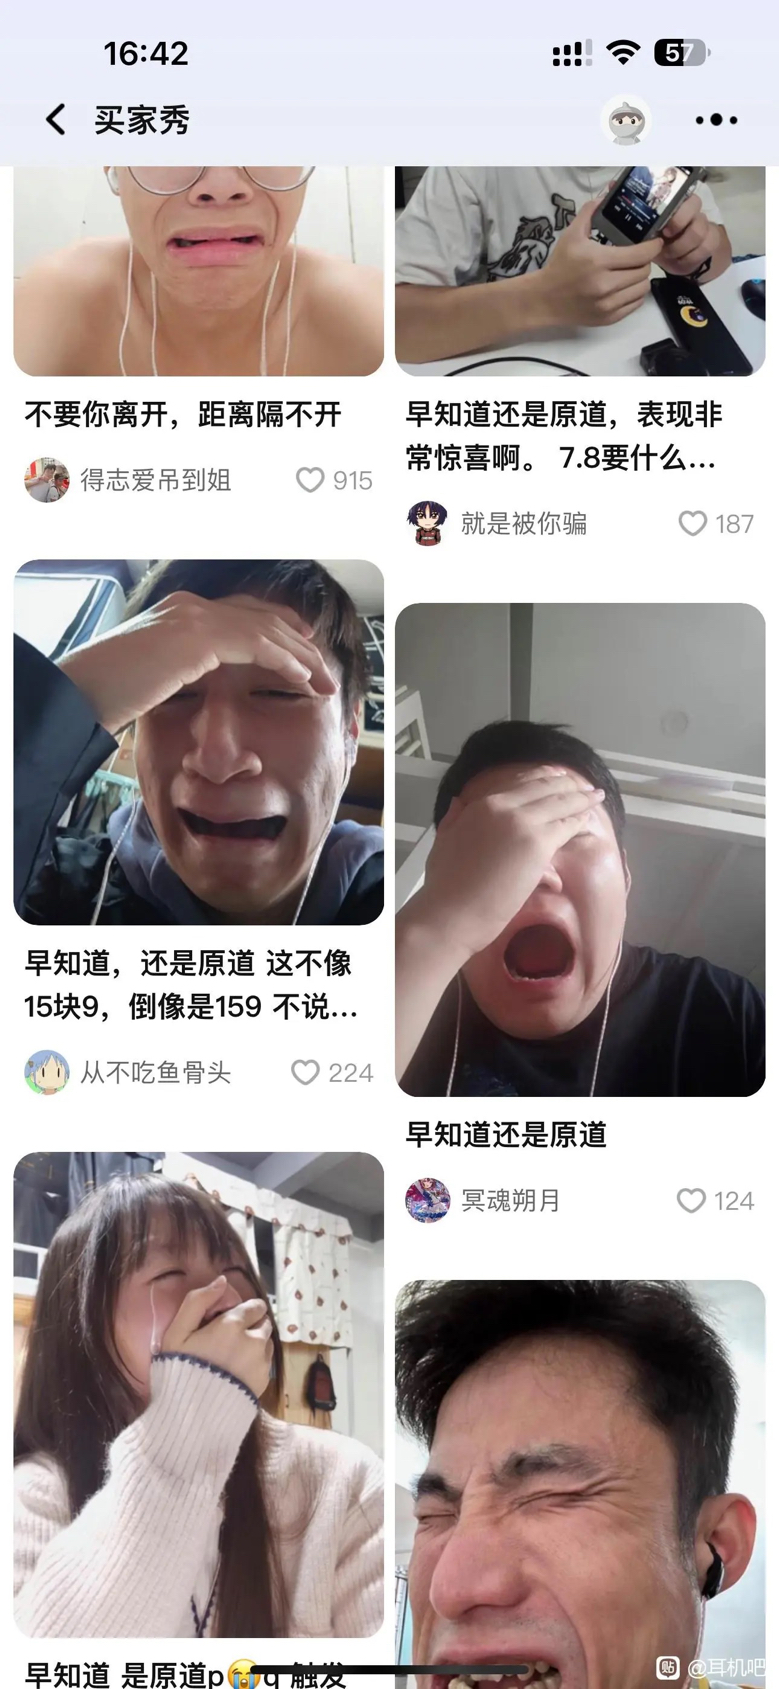 16:42
57
买家秀
不要你离开，距离隔不开
得志爱吊到姐
915
早知道还是原道，表现非
常惊喜啊。 7.8要什么...
就是被你骗
187
早知道，还是原道 这不像
15块9，倒像是159 不说...
从不吃鱼骨头
224
早知道还是原道
冥魂朔月
124
早知道 是原道p😭q 触发
贴 @耳机吧